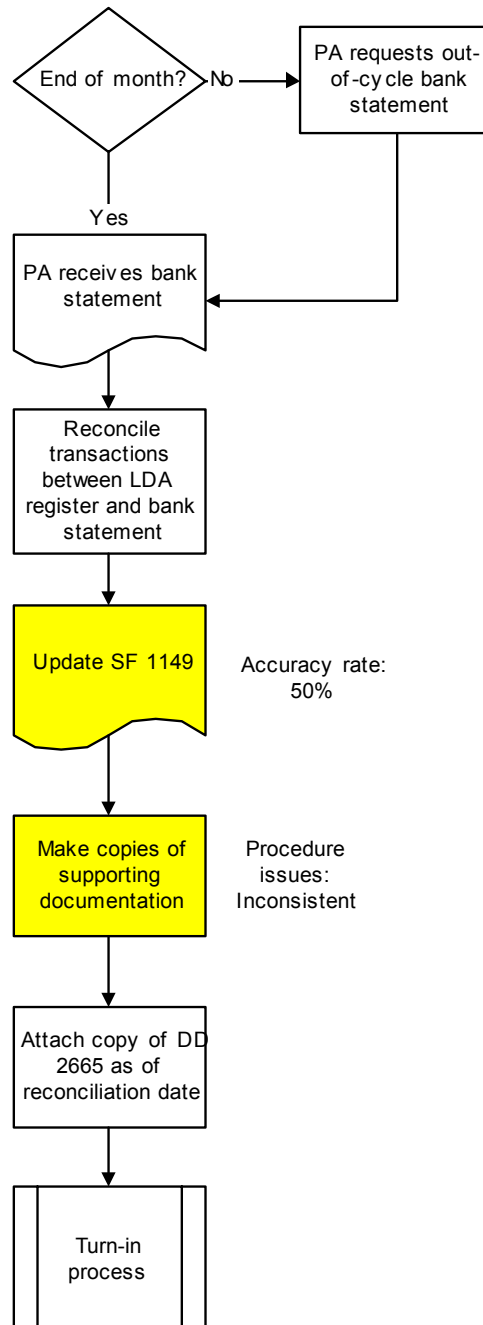 End of month?
No
PA requests out-
of-cycle bank
statement
Yes
PA receives bank
statement
Reconcile
transactions
between LDA
register and bank
statement
Update SF 1149
Accuracy rate:
50%
Make copies of
supporting
documentation
Procedure
issues:
Inconsistent
Attach copy of DD
2665 as of
reconciliation date
Turn-in
process